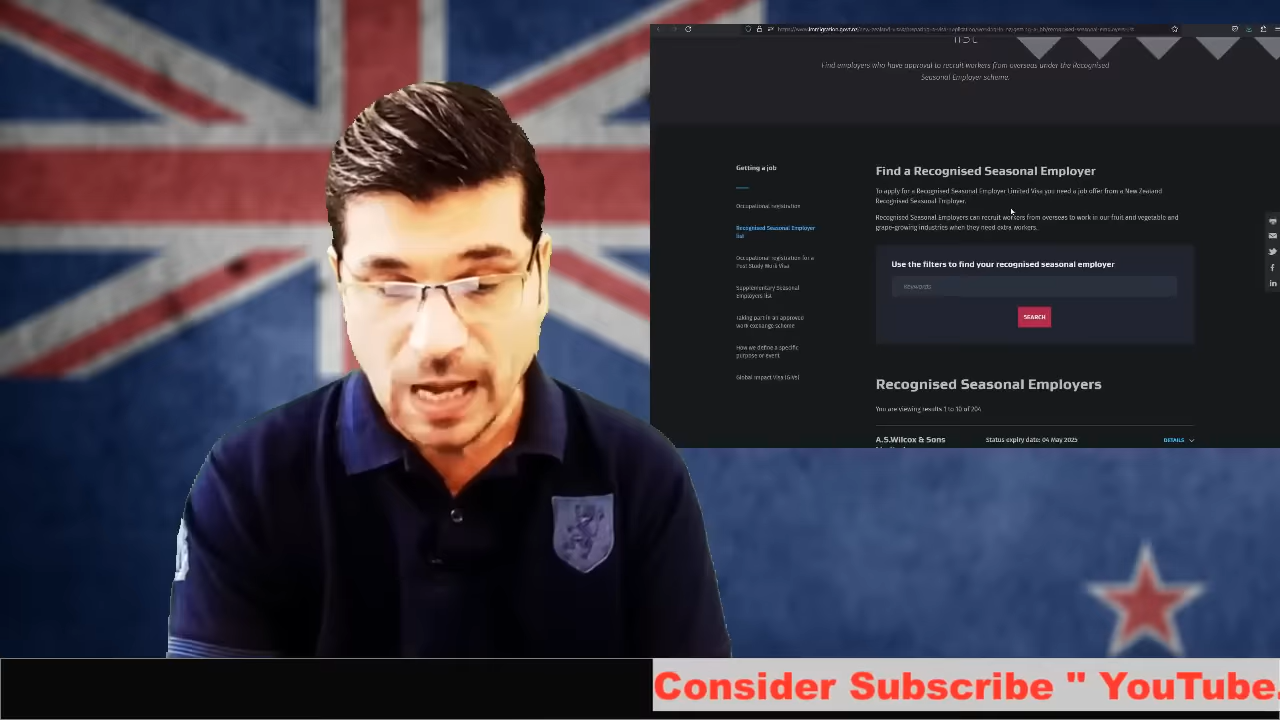 list
Find employers who have approval to recruit workers from overseas under the Recognised
Seasonal Employer scheme.
Getting a job
Occupational registration
Recognised Seasonal Employer
list
Occupational registration for a
Post Study Work Visa
Supplementary Seasonal
Employers list
Taking part in an approved
work exchange scheme
How we define a specific
purpose or event
Global Impact Visa (GIVs)
Find a Recognised Seasonal Employer
To apply for a Recognised Seasonal Employer Limited Visa you need a job offer from a New Zealand
Recognised Seasonal Employer.
Recognised Seasonal Employers can recruit workers from overseas to work in our fruit and vegetable and
grape-growing industries when they need extra workers.
Use the filters to find your recognised seasonal employer
Keywords
SEARCH
Recognised Seasonal Employers
You are viewing results 1 to 10 of 204
A.S.Wilcox & Sons
Status expiry date: 04 May 2025
DETAILS
Consider Subscribe " YouTube.